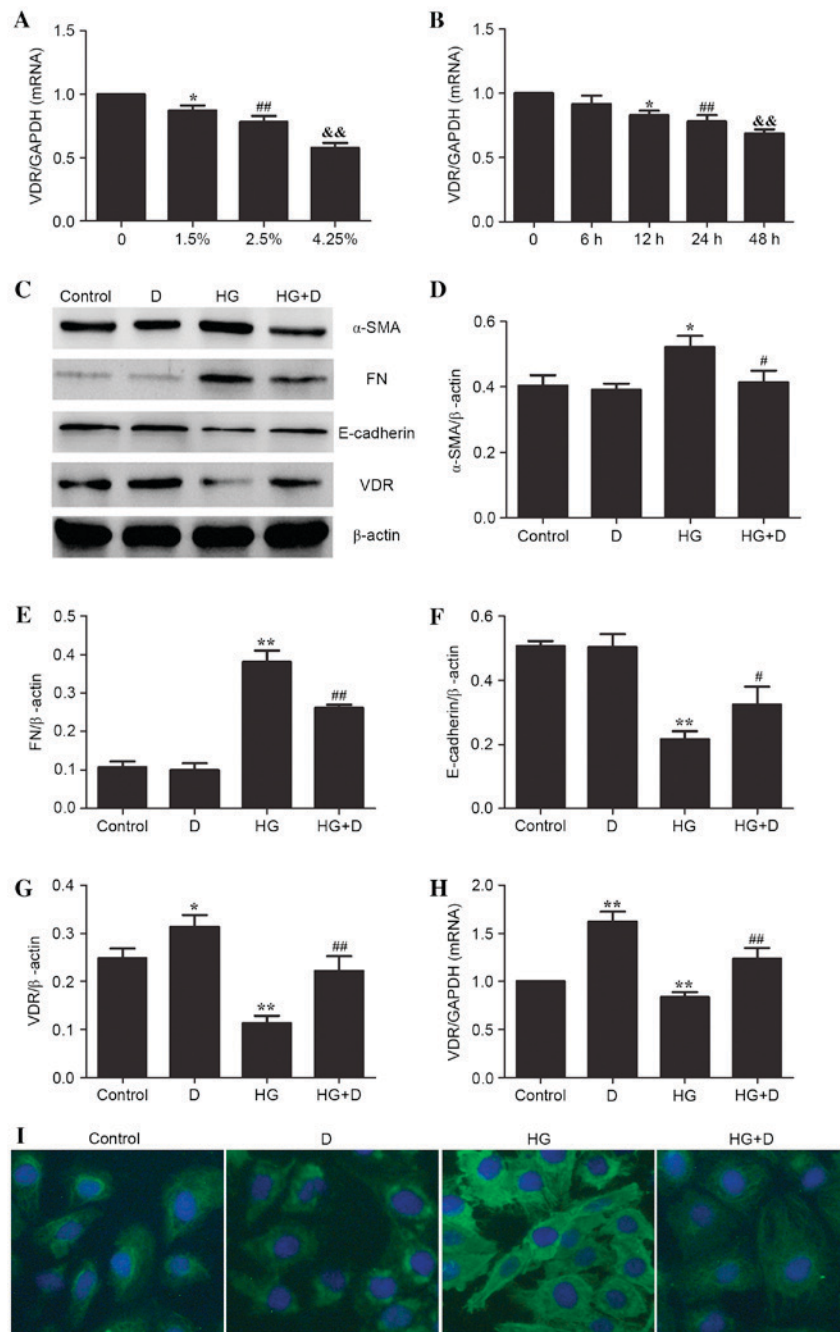 A
VDR/GAPDH (mRNA)
1.5
1.0
0.5
0.0
*
##
&&
0 1.5% 2.5% 4.25%
B
VDR/GAPDH (mRNA)
1.5
1.0
0.5
0.0
*
##
&&
0 6 h 12 h 24 h 48 h
C
Control D HG HG+D
α-SMA
FN
E-cadherin
VDR
β-actin
D
α-SMA/β -actin
0.6
0.4
0.2
0.0
*
#
Control D HG HG+D
E
FN/β -actin
0.5
0.4
0.3
0.2
0.1
0.0
**
##
Control D HG HG+D
F
E-cadherin/β -actin
0.6
0.4
0.2
0.0
**
#
Control D HG HG+D
G
VDR/β -actin
0.4
0.3
0.2
0.1
0.0
*
**
##
Control D HG HG+D
H
VDR/GAPDH (mRNA)
2.0
1.5
1.0
0.5
0.0
**
**
##
Control D HG HG+D
I
Control D HG HG+D